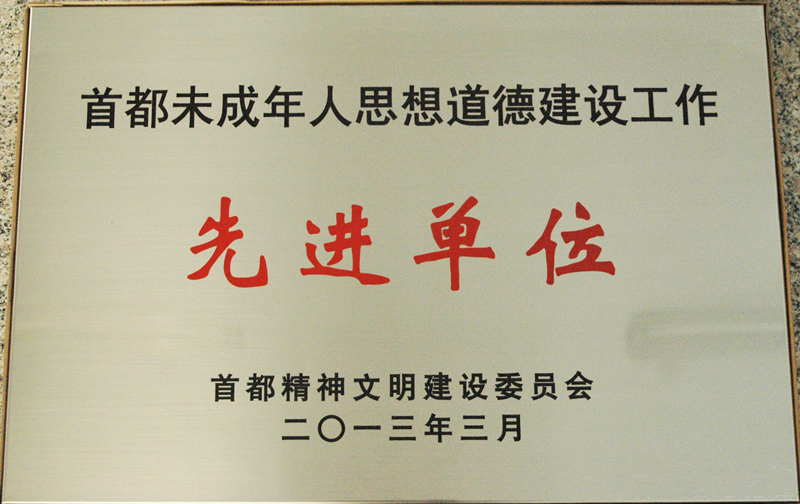 首都未成年人思想道德建设工作
先进单位
首都精神文明建设委员会
二〇一三年三月